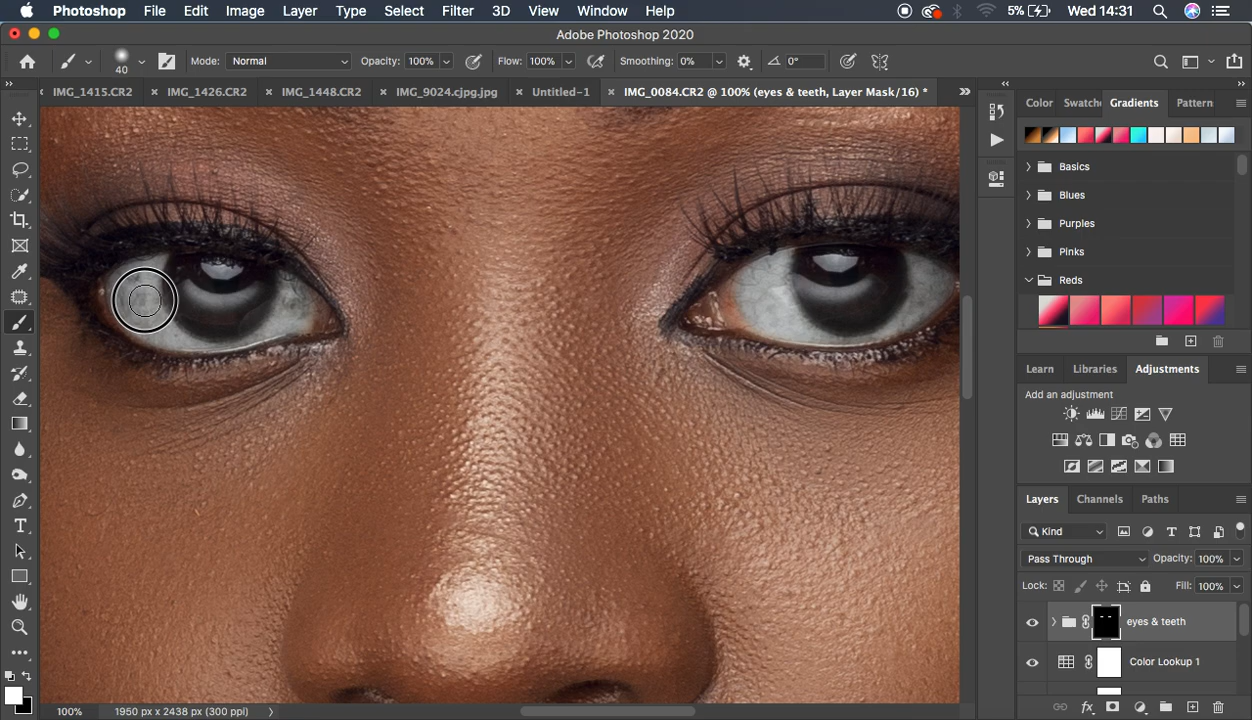 Photoshop File Edit Image Layer Type Select Filter 3D View Window Help 5% Wed 14:31
Adobe Photoshop 2020
40 Mode: Normal Opacity: 100% Flow: 100% Smoothing: 0% 0°
IMG_1415.CR2 IMG_1426.CR2 IMG_1448.CR2 IMG_9024.cjpg.jpg Untitled-1 IMG_0084.CR2 @ 100% (eyes & teeth, Layer Mask/16) *
Color Swatche Gradients Pattern
Basics
Blues
Purples
Pinks
Reds
Learn Libraries Adjustments
Add an adjustment
Layers Channels Paths
Kind
Pass Through Opacity: 100%
Lock: Fill: 100%
eyes & teeth
Color Lookup 1
fx
100% 1950 px x 2438 px (300 ppi)